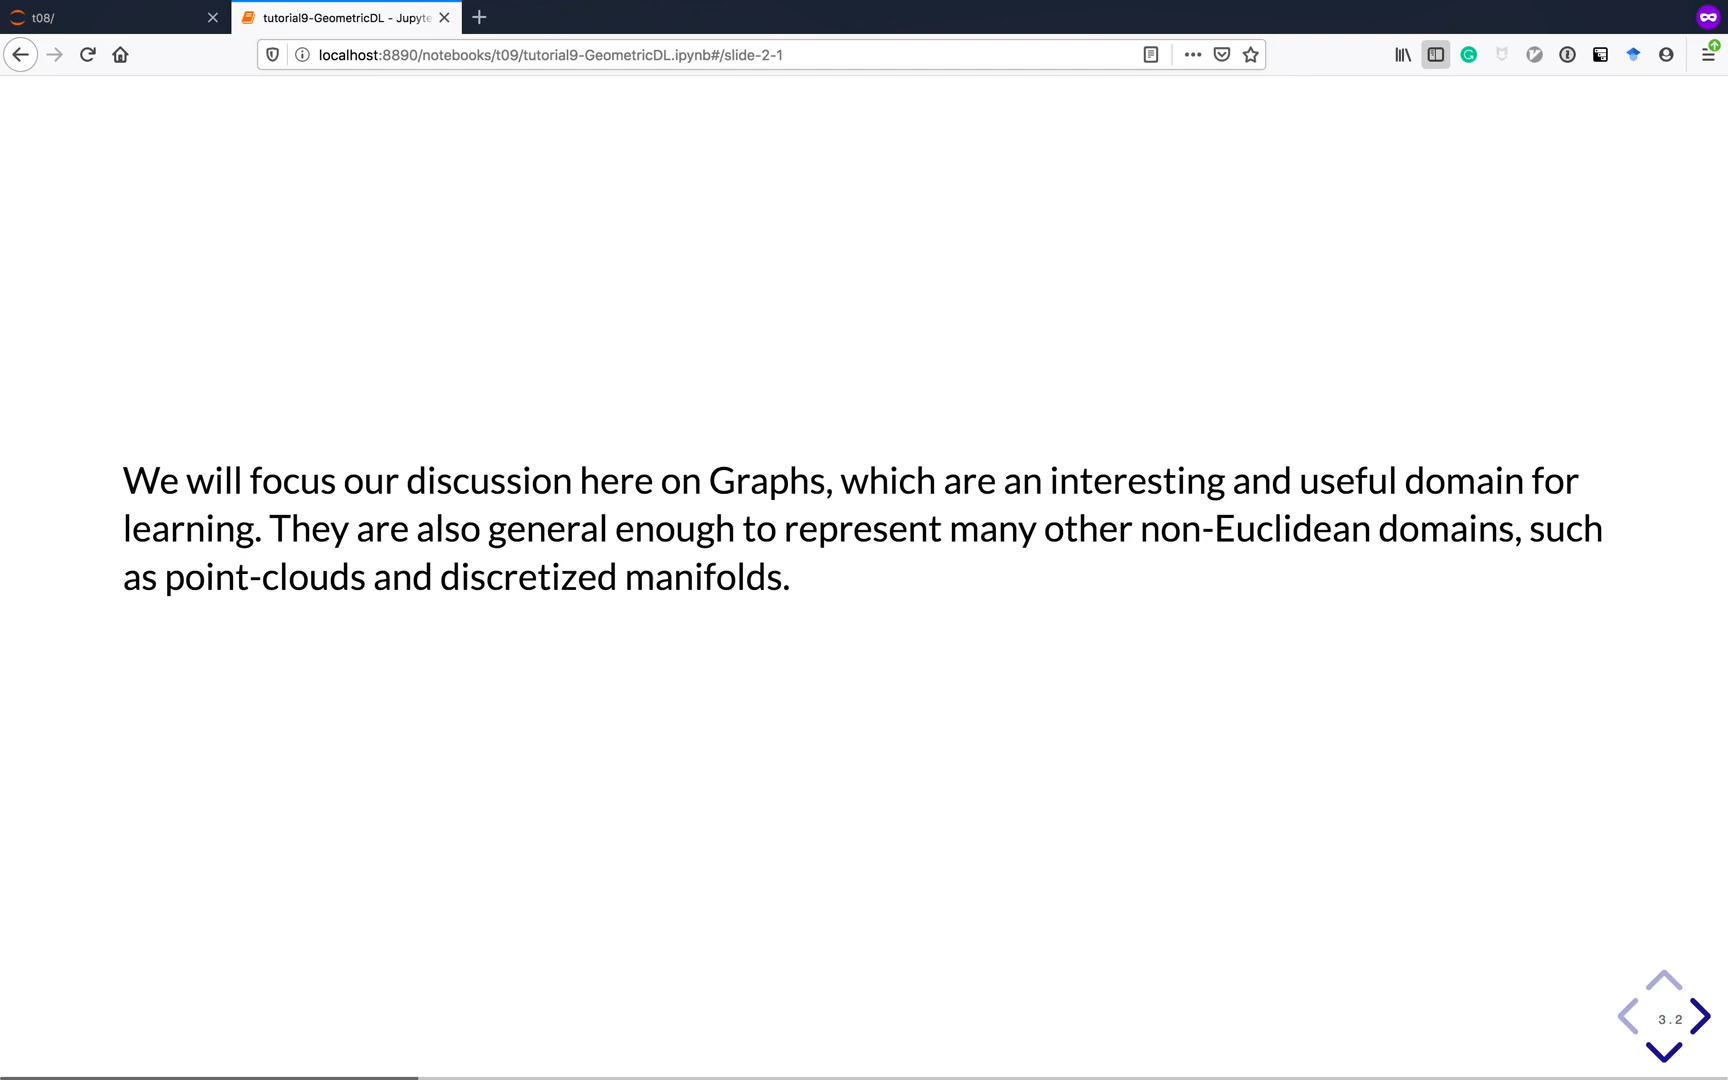 t08/
tutorial9-GeometricDL - Jupyte
localhost:8890/notebooks/t09/tutorial9-GeometricDL.ipynb#/slide-2-1
We will focus our discussion here on Graphs, which are an interesting and useful domain for
learning. They are also general enough to represent many other non-Euclidean domains, such
as point-clouds and discretized manifolds.
3.2